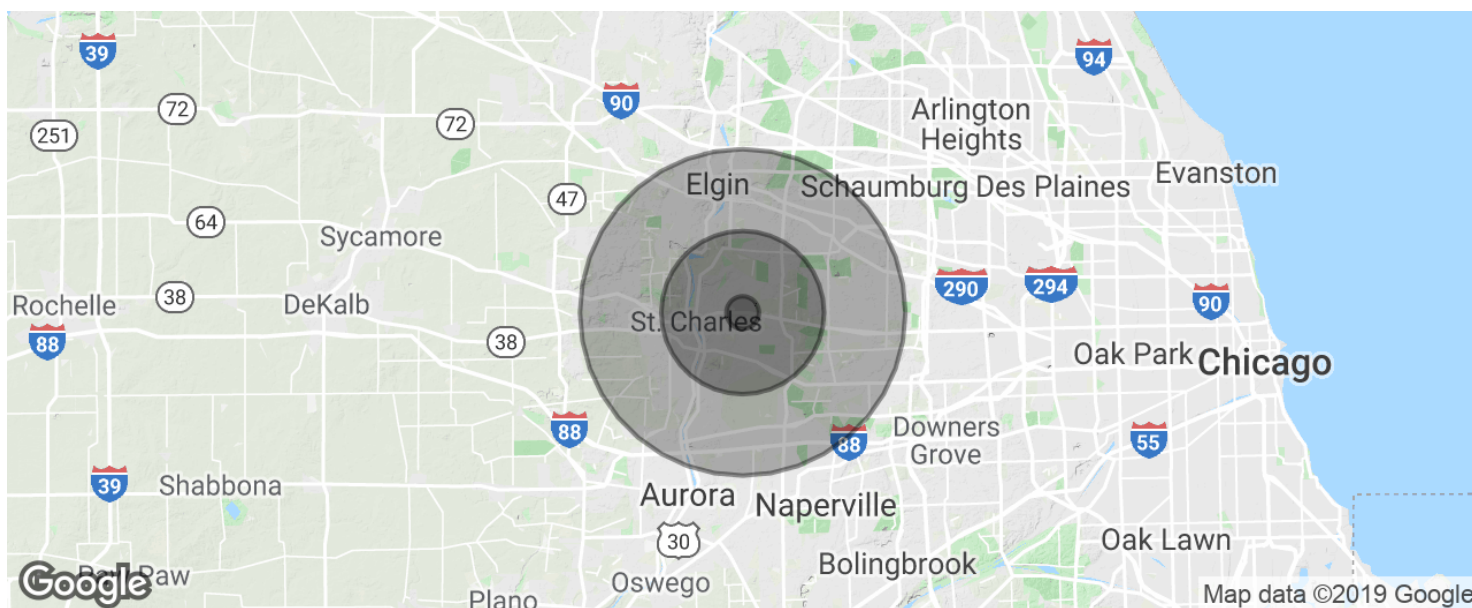 39
94
72
90
Arlington
Heights
251
72
Evanston
Elgin
Schaumburg
Des Plaines
47
64
Sycamore
Rochelle
38
DeKalb
290
294
90
St. Charles
88
38
Oak Park
Chicago
88
88
Downers
Grove
55
39
Shabbona
Aurora
Naperville
30
Oak Lawn
Bolingbrook
Google
Paw
Oswego
Plano
Map data ©2019 Google